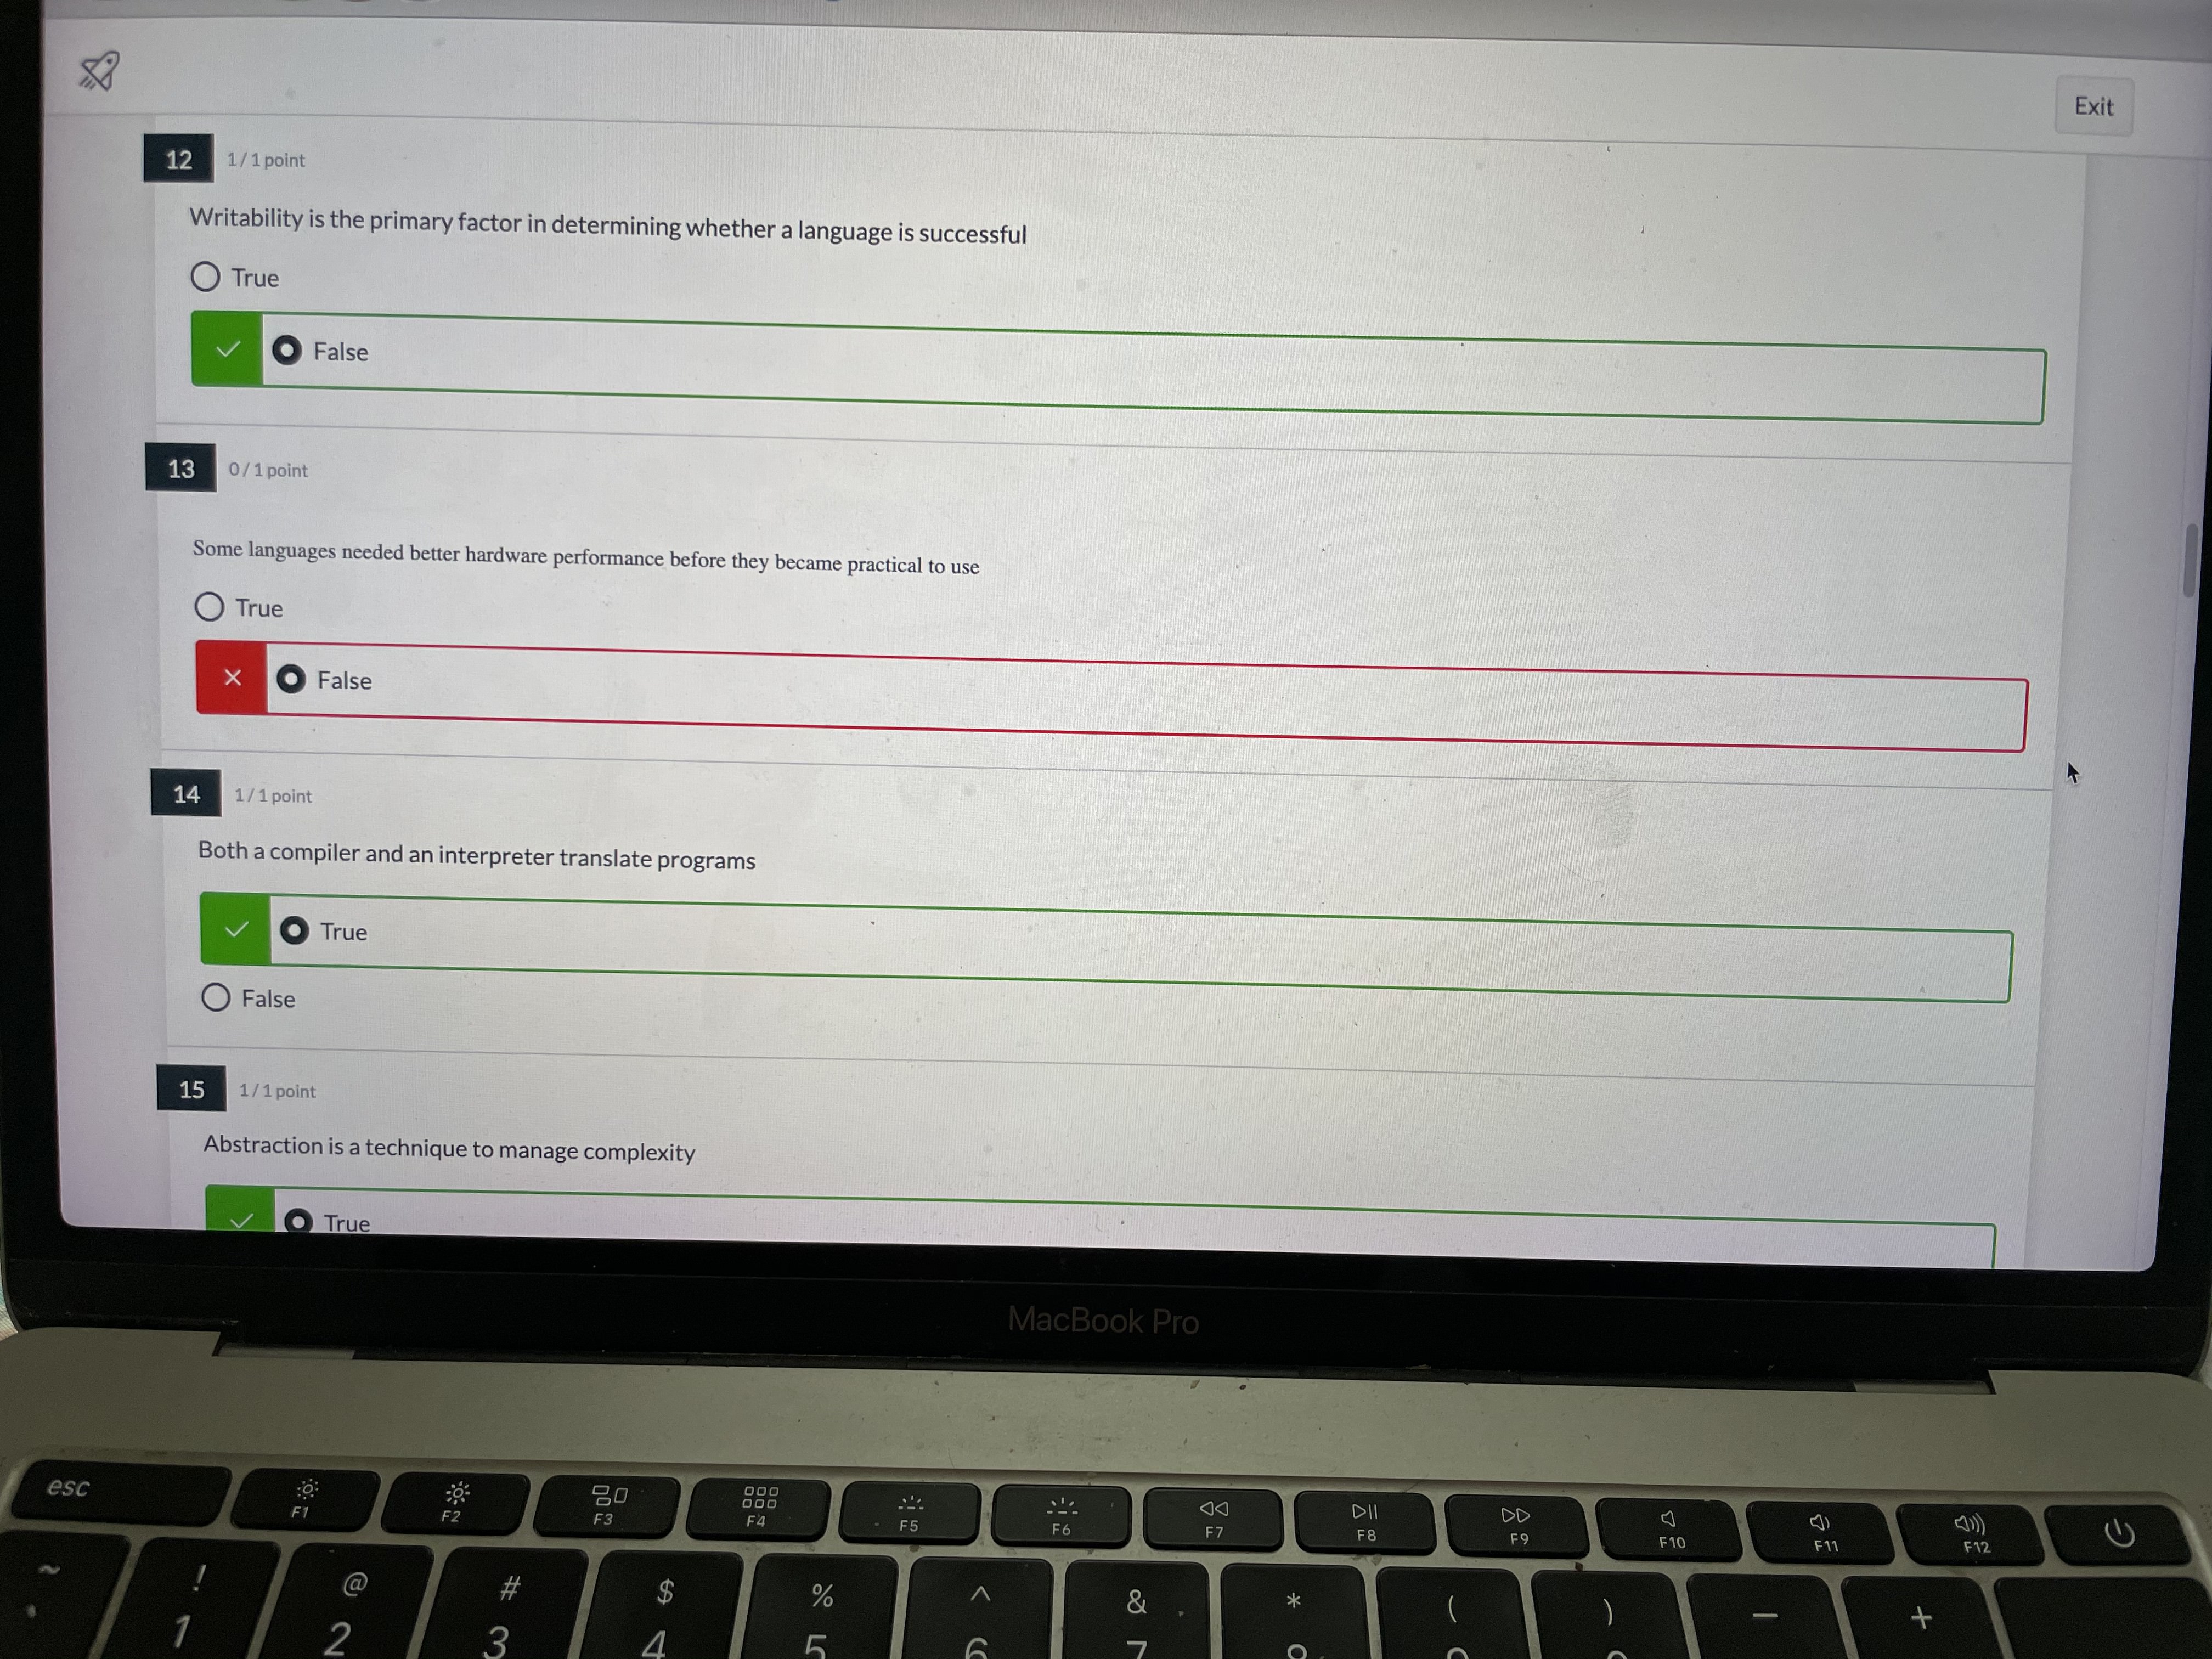 Exit
12 1 / 1 point
Writability is the primary factor in determining whether a language is successful
True
False
13 0 / 1 point
Some languages needed better hardware performance before they became practical to use
True
False
14 1 / 1 point
Both a compiler and an interpreter translate programs
True
False
15 1 / 1 point
Abstraction is a technique to manage complexity
True
MacBook Pro
esc F1 F2 F3 F4 F5 F6 F7 F8 F9 F10 F11 F12
~ ! @ # $ % ^ & * ( ) — +
1 2 3 4 5 6 7